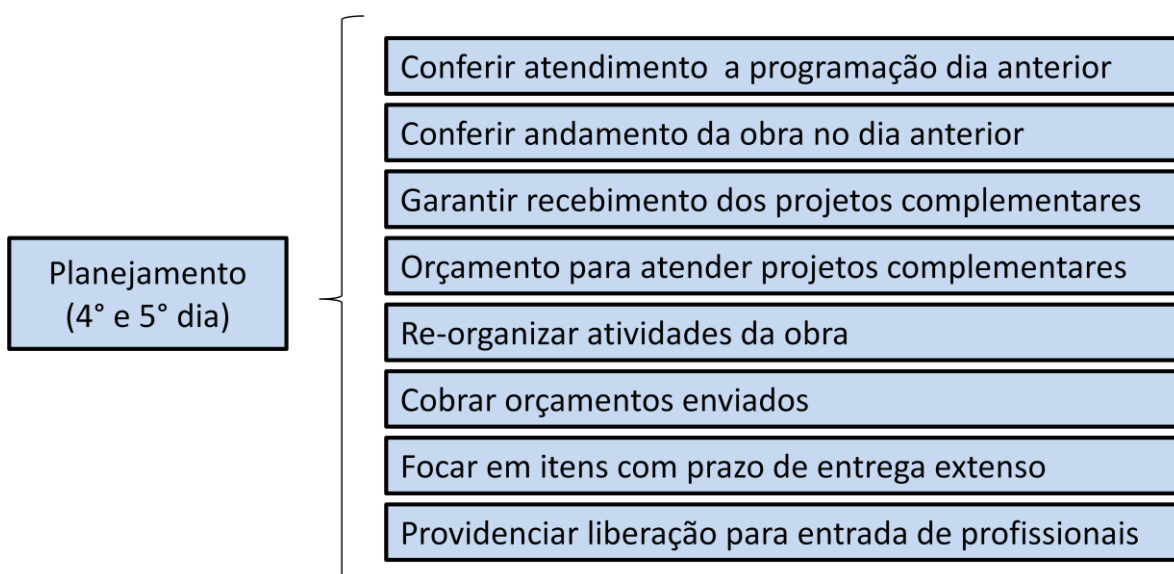 Planejamento
(4° e 5° dia)
Conferir atendimento  a programação dia anterior
Conferir andamento da obra no dia anterior
Garantir recebimento dos projetos complementares
Orçamento para atender projetos complementares
Re-organizar atividades da obra
Cobrar orçamentos enviados
Focar em itens com prazo de entrega extenso
Providenciar liberação para entrada de profissionais